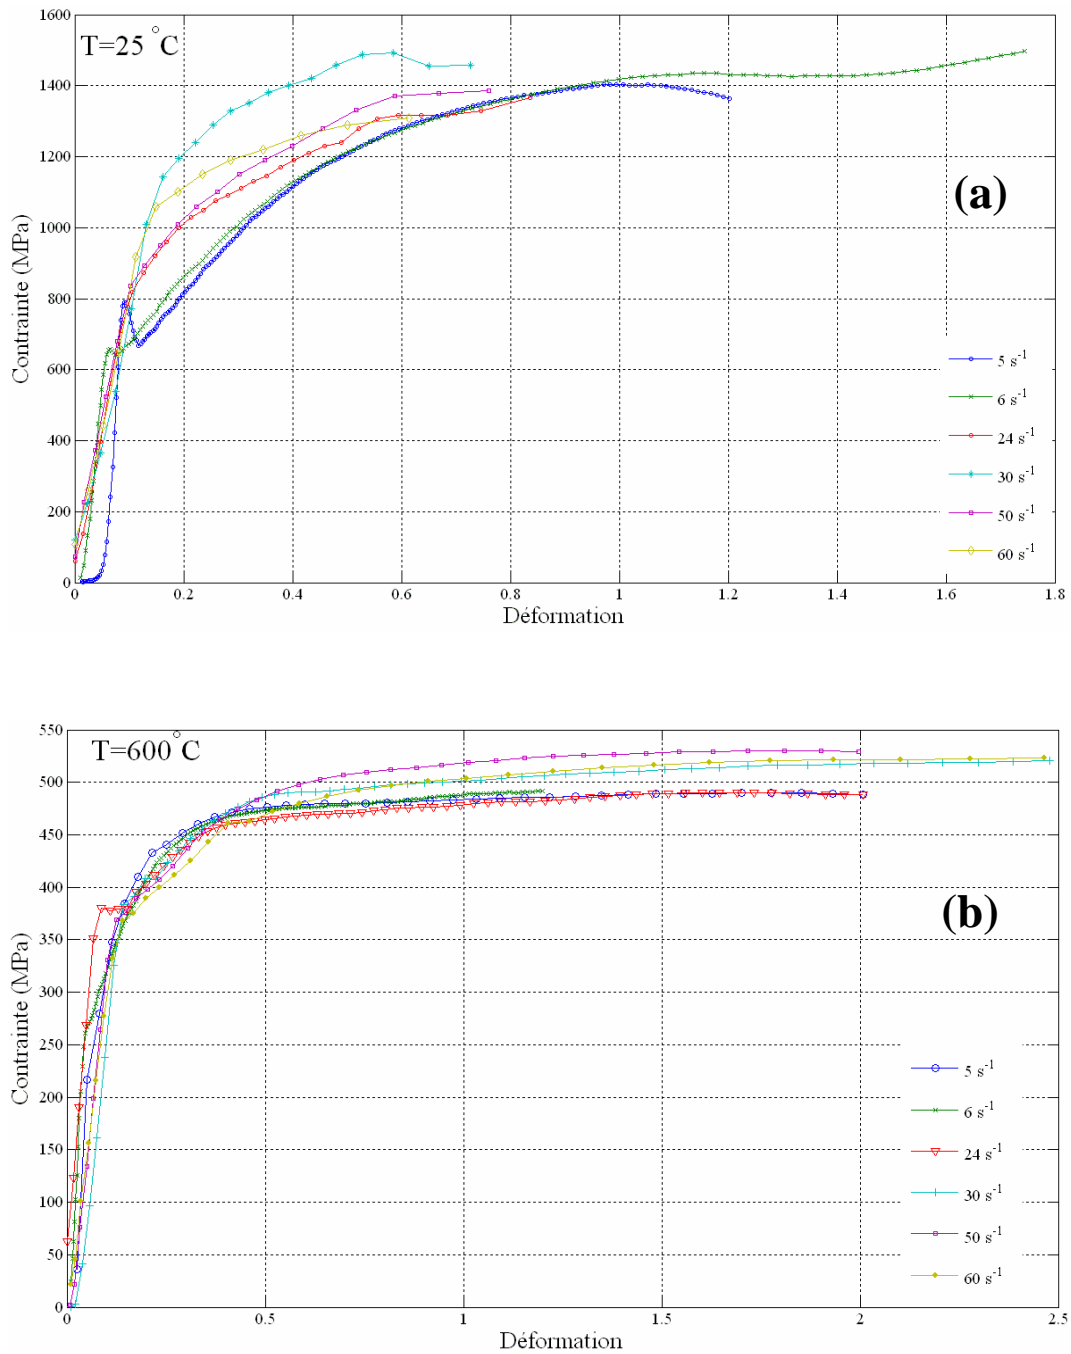 1600
T=25 °C
1400
1200
1000
800
600
400
200
0
Contrainte (MPa)
(a)
5 s-1
6 s-1
24 s-1
30 s-1
50 s-1
60 s-1
0 0.2 0.4 0.6 0.8 1 1.2 1.4 1.6 1.8
Déformation
550
T=600°C
500
450
400
350
300
250
200
150
100
50
0
Contrainte (MPa)
(b)
5 s-1
6 s-1
24 s-1
30 s-1
50 s-1
60 s-1
0 0.5 1 1.5 2 2.5
Déformation